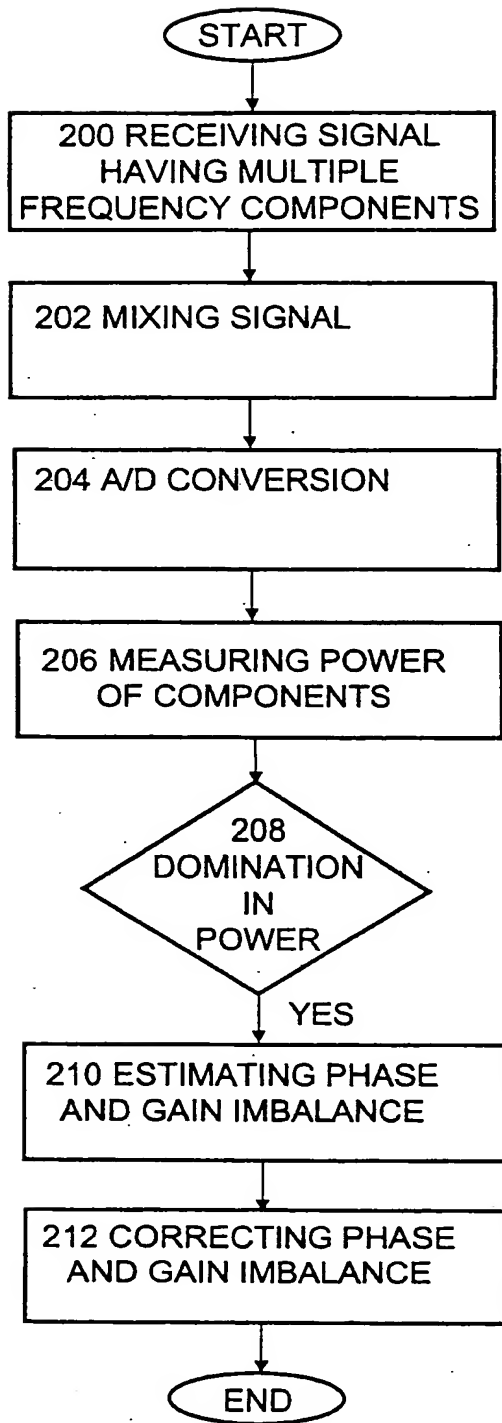 START
200 RECEIVING SIGNAL
HAVING MULTIPLE
FREQUENCY COMPONENTS
202 MIXING SIGNAL
204 A/D CONVERSION
206 MEASURING POWER
OF COMPONENTS
208
DOMINATION
IN
POWER
YES
210 ESTIMATING PHASE
AND GAIN IMBALANCE
212 CORRECTING PHASE
AND GAIN IMBALANCE
END